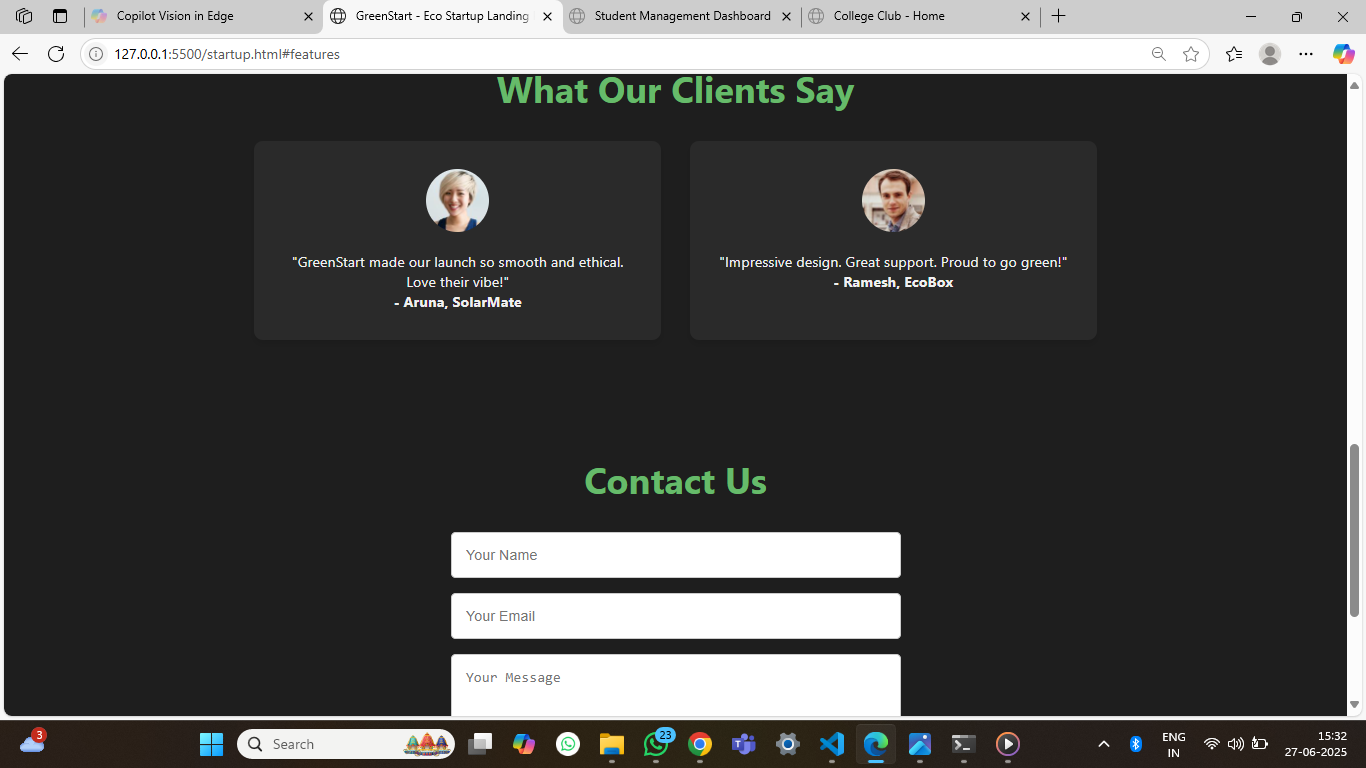 Copilot Vision in Edge
GreenStart - Eco Startup Landing
Student Management Dashboard
College Club - Home
127.0.0.1:5500/startup.html#features
What Our Clients Say
"GreenStart made our launch so smooth and ethical.
Love their vibe!"
- Aruna, SolarMate
"Impressive design. Great support. Proud to go green!"
- Ramesh, EcoBox
Contact Us
Your Name
Your Email
Your Message
3
Search
23
ENG
IN
15:32
27-06-2025